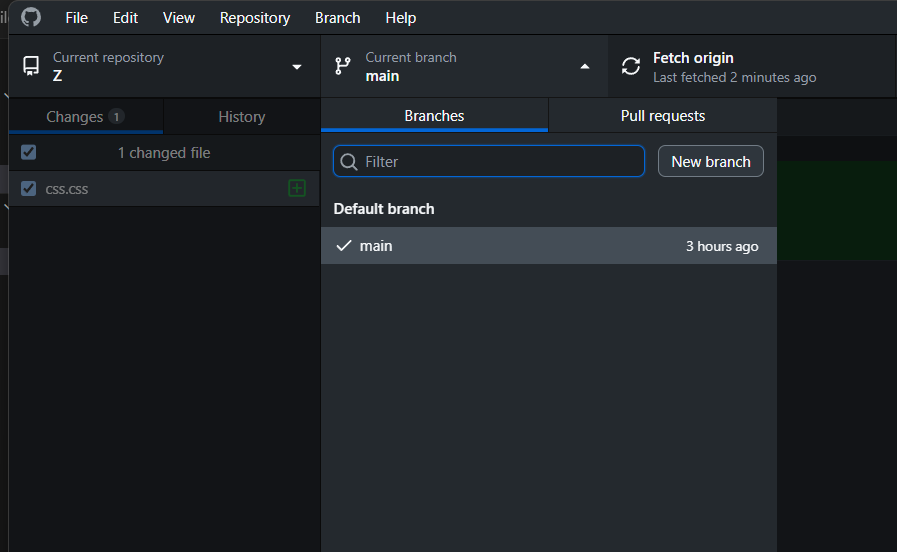 File Edit View Repository Branch Help
Current repository
Z
Current branch
main
Fetch origin
Last fetched 2 minutes ago
Changes 1
History
Branches
Pull requests
1 changed file
Filter
New branch
css.css
Default branch
main
3 hours ago